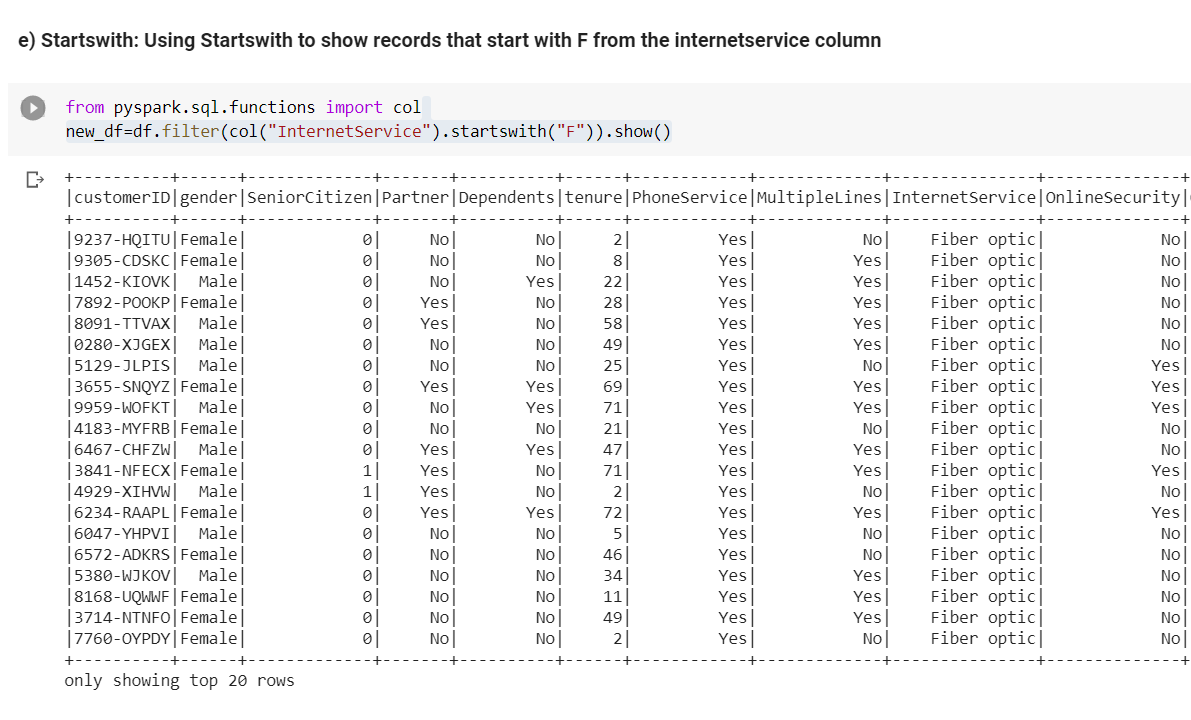 e) Startswith: Using Startswith to show records that start with F from the internetservice column
from pyspark.sql.functions import col
new_df=df.filter(col("InternetService").startswith("F")).show()
+----------+------+-------------+-------+----------+------+------------+-------------+---------------+--------------+
|customerID|gender|SeniorCitizen|Partner|Dependents|tenure|PhoneService|MultipleLines|InternetService|OnlineSecurity|
+----------+------+-------------+-------+----------+------+------------+-------------+---------------+--------------+
|9237-HQITU|Female|            0|     No|        No|     2|         Yes|           No|    Fiber optic|            No|
|9305-CDSKC|Female|            0|     No|        No|     8|         Yes|          Yes|    Fiber optic|            No|
|1452-KIOVK|  Male|            0|     No|       Yes|    22|         Yes|          Yes|    Fiber optic|            No|
|7892-POOKP|Female|            0|    Yes|        No|    28|         Yes|          Yes|    Fiber optic|            No|
|8091-TTVAX|  Male|            0|    Yes|        No|    58|         Yes|          Yes|    Fiber optic|            No|
|0280-XJGEX|  Male|            0|     No|        No|    49|         Yes|          Yes|    Fiber optic|            No|
|5129-JLPIS|  Male|            0|     No|        No|    25|         Yes|           No|    Fiber optic|           Yes|
|3655-SNQYZ|Female|            0|    Yes|       Yes|    69|         Yes|          Yes|    Fiber optic|           Yes|
|9959-WOFKT|  Male|            0|     No|       Yes|    71|         Yes|          Yes|    Fiber optic|           Yes|
|4183-MYFRB|Female|            0|     No|        No|    21|         Yes|           No|    Fiber optic|            No|
|6467-CHFZW|  Male|            0|    Yes|       Yes|    47|         Yes|          Yes|    Fiber optic|            No|
|3841-NFECX|Female|            1|    Yes|        No|    71|         Yes|          Yes|    Fiber optic|           Yes|
|4929-XIHVW|  Male|            1|    Yes|        No|     2|         Yes|           No|    Fiber optic|            No|
|6234-RAAPL|Female|            0|    Yes|       Yes|    72|         Yes|          Yes|    Fiber optic|           Yes|
|6047-YHPVI|  Male|            0|     No|        No|     5|         Yes|           No|    Fiber optic|            No|
|6572-ADKRS|Female|            0|     No|        No|    46|         Yes|           No|    Fiber optic|            No|
|5380-WJKOV|  Male|            0|     No|        No|    34|         Yes|          Yes|    Fiber optic|            No|
|8168-UQWWF|Female|            0|     No|        No|    11|         Yes|          Yes|    Fiber optic|            No|
|3714-NTNFO|Female|            0|     No|        No|    49|         Yes|          Yes|    Fiber optic|            No|
|7760-OYPDY|Female|            0|     No|        No|     2|         Yes|           No|    Fiber optic|            No|
+----------+------+-------------+-------+----------+------+------------+-------------+---------------+--------------+
only showing top 20 rows